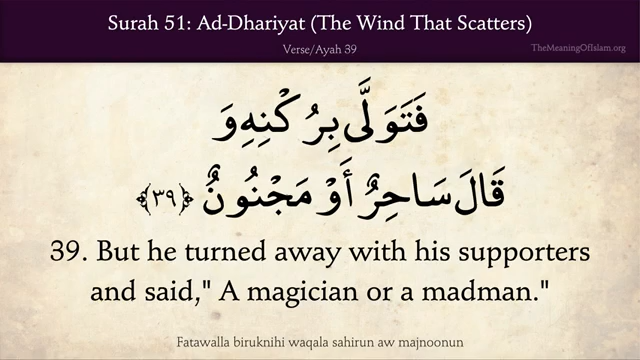 Surah 51: Ad-Dhariyat (The Wind That Scatters)
Verse/Ayah 39
TheMeaningOfIslam.org
فَتَوَلَّى بِرُكْنِهِ وَ
قَالَ سَاحِرٌ أَوْ مَجْنُونٌ ﴿٣٩﴾
39. But he turned away with his supporters
and said," A magician or a madman."
Fatawalla biruknihi waqala sahirun aw majnoonun